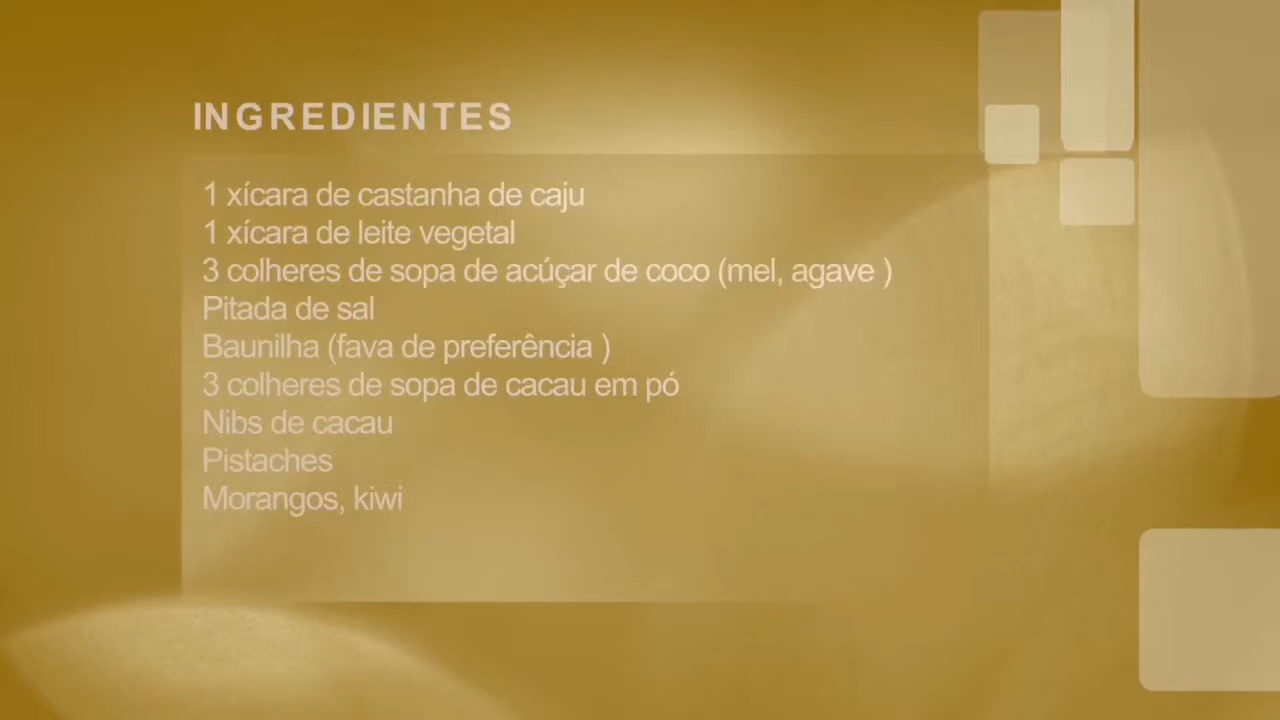 INGREDIENTES
1 xícara de castanha de caju
1 xícara de leite vegetal
3 colheres de sopa de acúçar de coco (mel, agave )
Pitada de sal
Baunilha (fava de preferência )
3 colheres de sopa de cacau em pó
Nibs de cacau
Pistaches
Morangos, kiwi